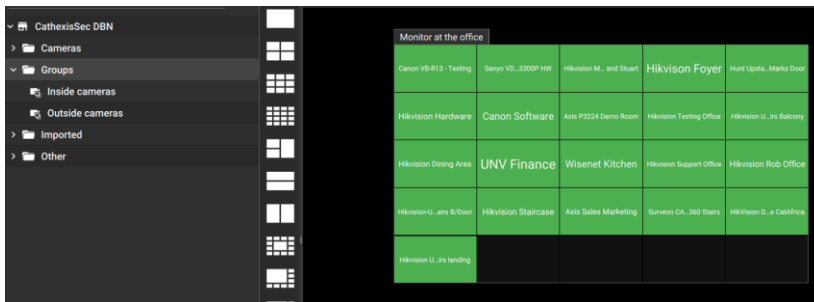 CathexisSec DBN
Cameras
Groups
Inside cameras
Outside cameras
Imported
Other
Monitor at the office
Canon VB-R13 - Testing
Sanyo VD...3300P HW
Hikvision M... and Stuart
Hikvison Foyer
Hunt Upsta...Marks Door
Hikvision Hardware
Canon Software
Axis P3224 Demo Room
Hikvision Testing Office
Hikvision U...irs Balcony
Hikvision Dining Area
UNV Finance
Wisenet Kitchen
Hikvision Support Office
Hikvision Rob Office
Hikvision-U...airs B/Door
Hikvision Staircase
Axis Sales Marketing
Surveon CA...360 Stairs
HikVision D...e CatAfrica
Hikvision U...irs landing